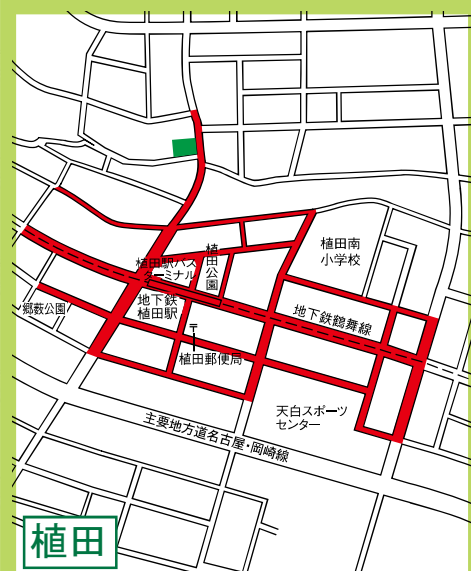 植田南
小学校
植田公園
植田駅バス
ターミナル
地下鉄
植田駅
地下鉄鶴舞線
郷薮公園
〒
植田郵便局
天白スポーツ
センター
主要地方道名古屋・岡崎線
植田